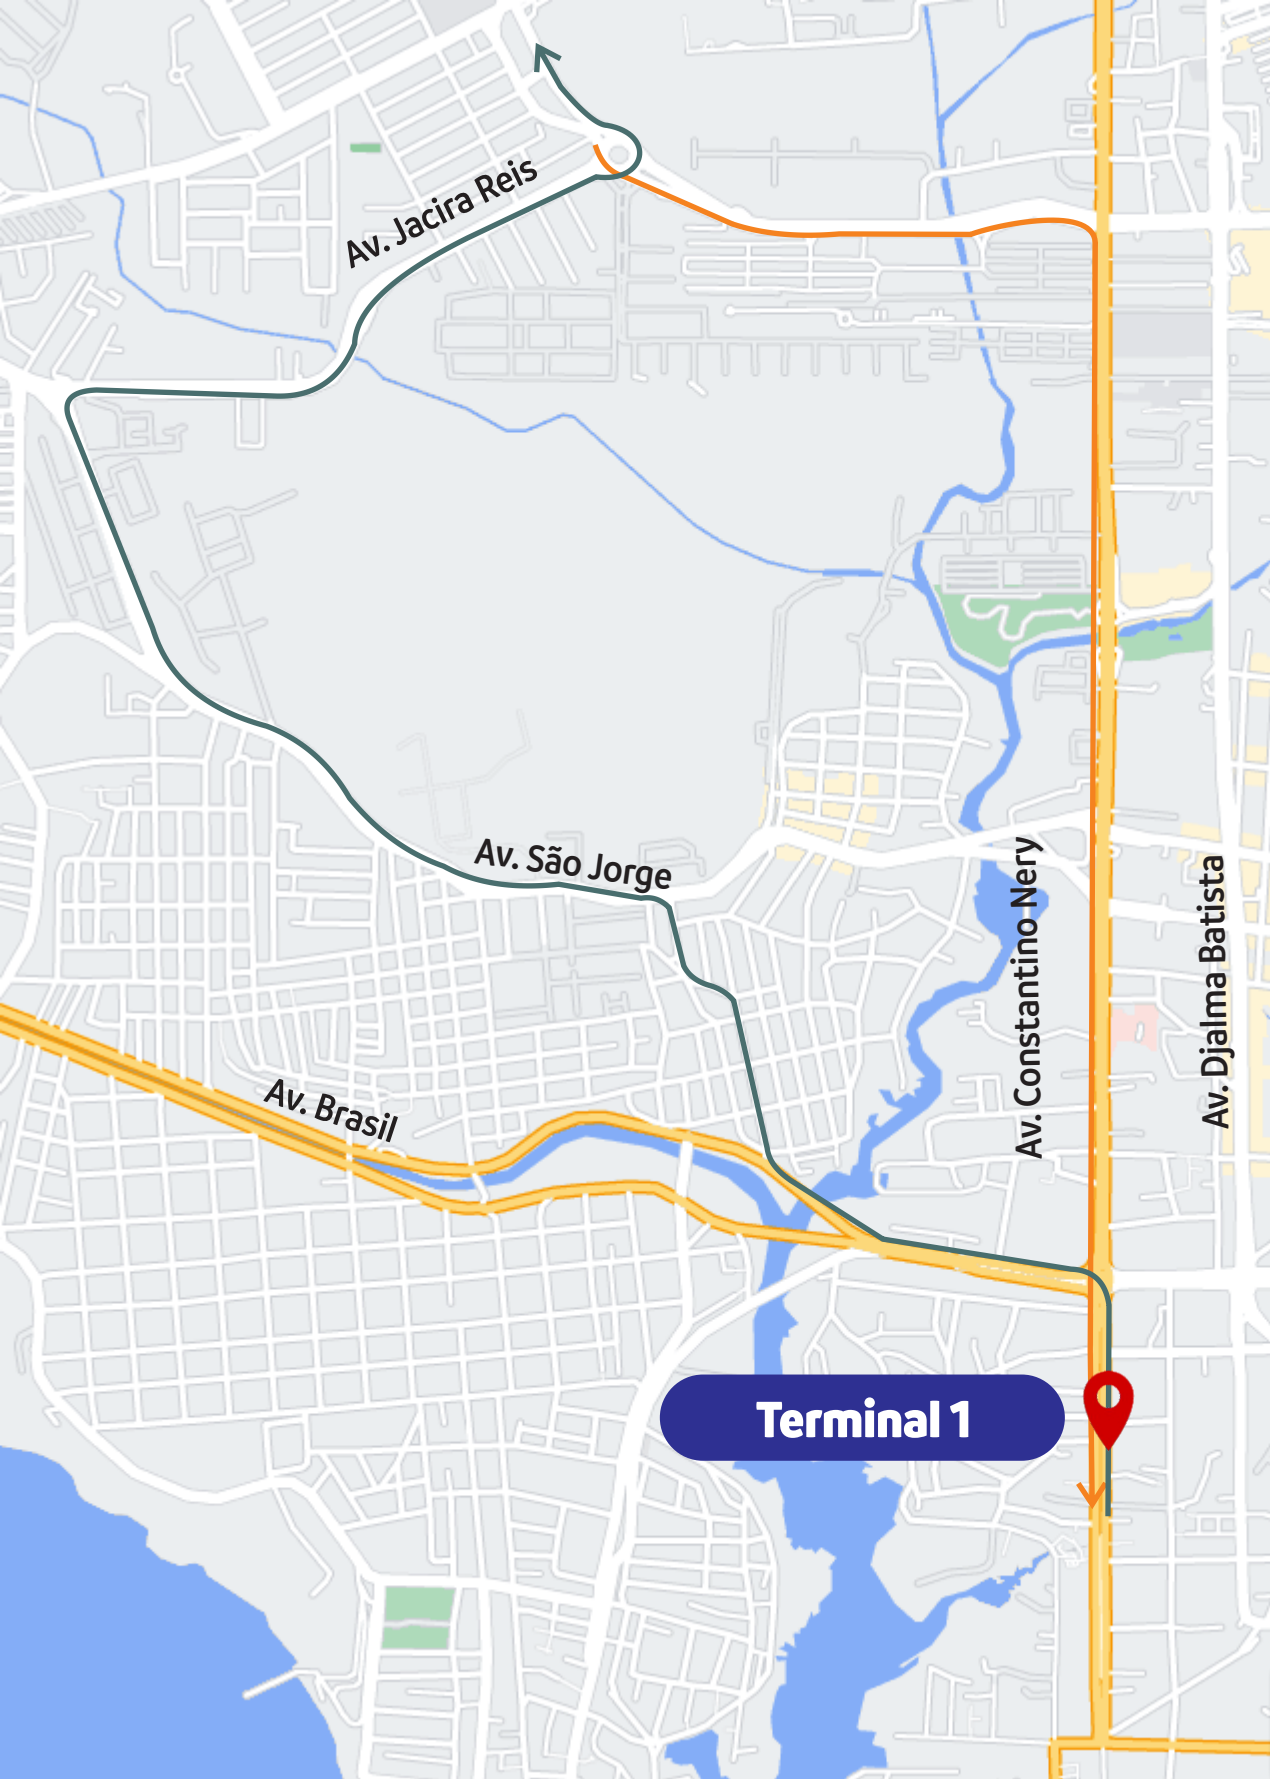 Av. Jacira Reis
Av. São Jorge
Av. Constantino Nery
Av. Djalma Batista
Av. Brasil
Terminal 1